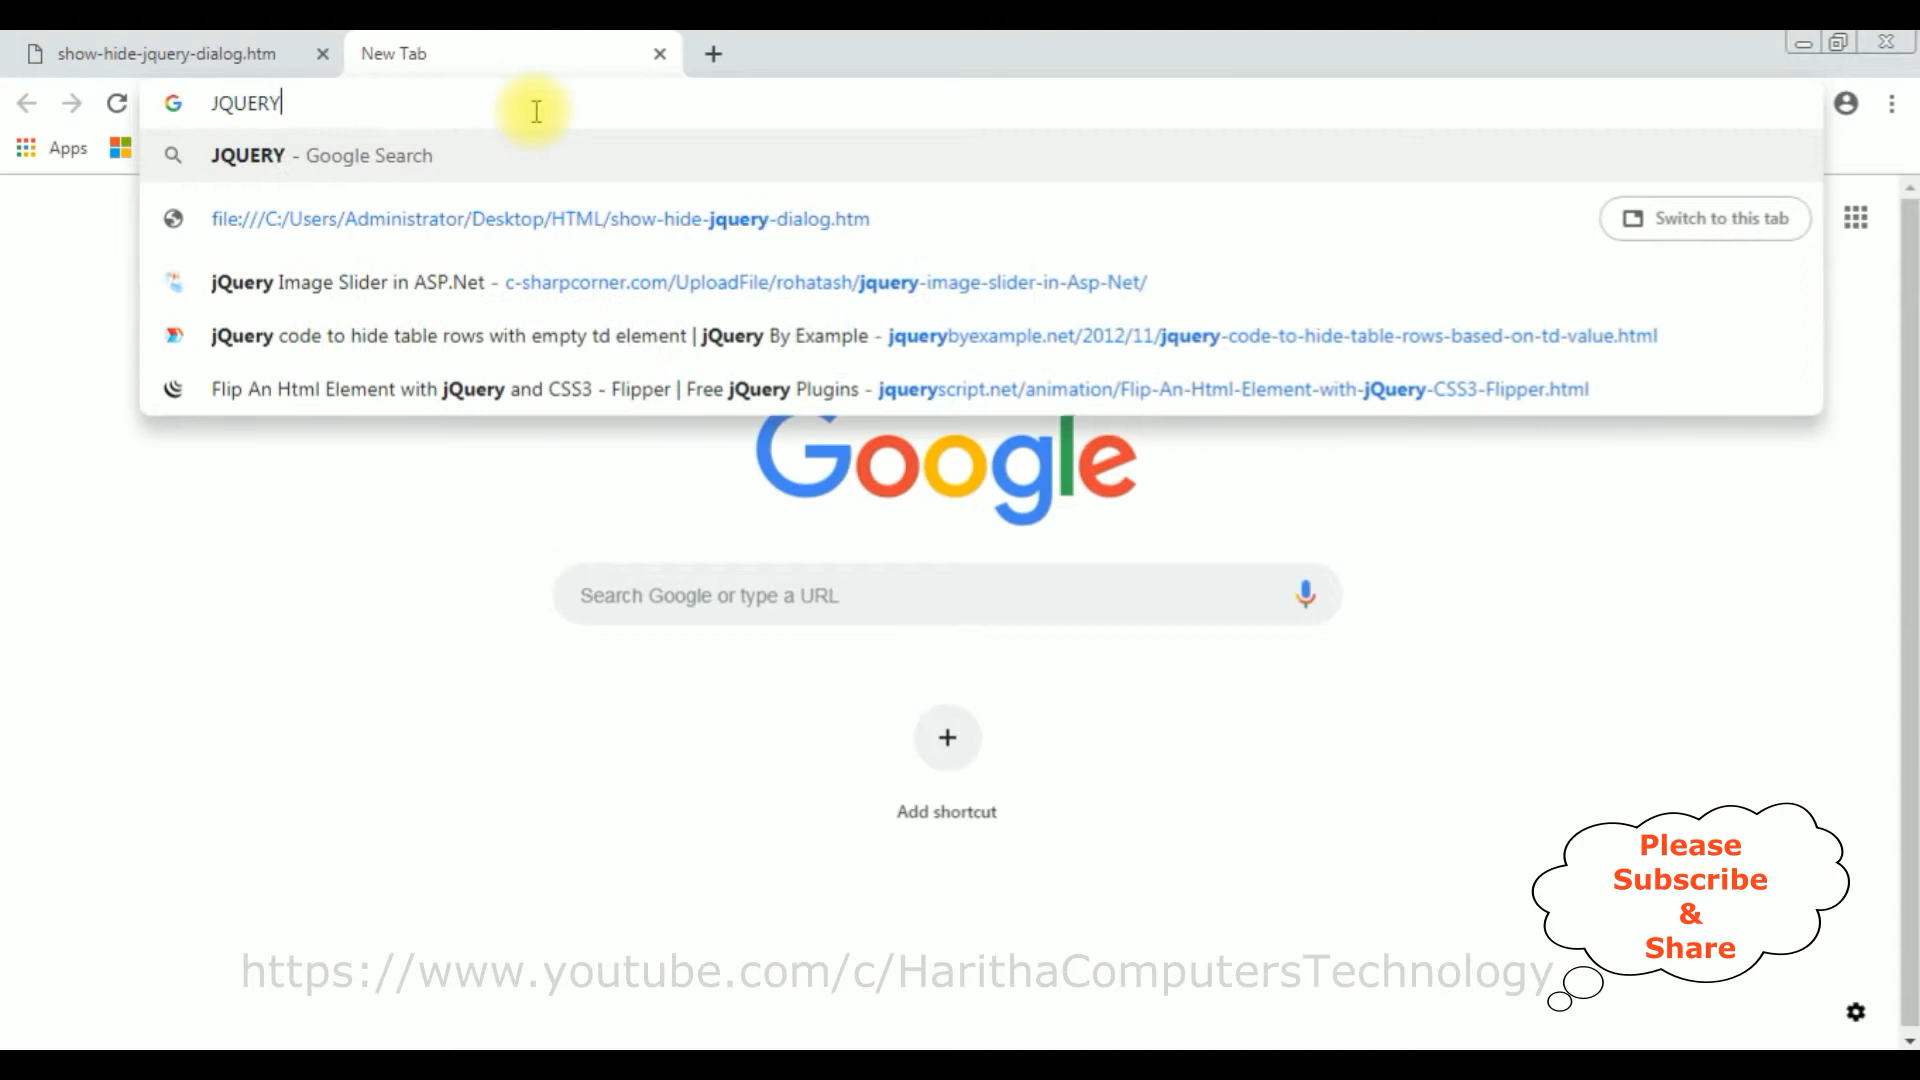 show-hide-jquery-dialog.htm
New Tab
JQUERY
Apps
JQUERY - Google Search
file:///C:/Users/Administrator/Desktop/HTML/show-hide-jquery-dialog.htm
Switch to this tab
jQuery Image Slider in ASP.Net - c-sharpcorner.com/UploadFile/rohatash/jquery-image-slider-in-Asp-Net/
jQuery code to hide table rows with empty td element | jQuery By Example - jquerybyexample.net/2012/11/jquery-code-to-hide-table-rows-based-on-td-value.html
Flip An Html Element with jQuery and CSS3 - Flipper | Free jQuery Plugins - jqueryscript.net/animation/Flip-An-Html-Element-with-jQuery-CSS3-Flipper.html
Google
Search Google or type a URL
Add shortcut
Please
Subscribe
&
Share
https://www.youtube.com/c/HarithaComputersTechnology